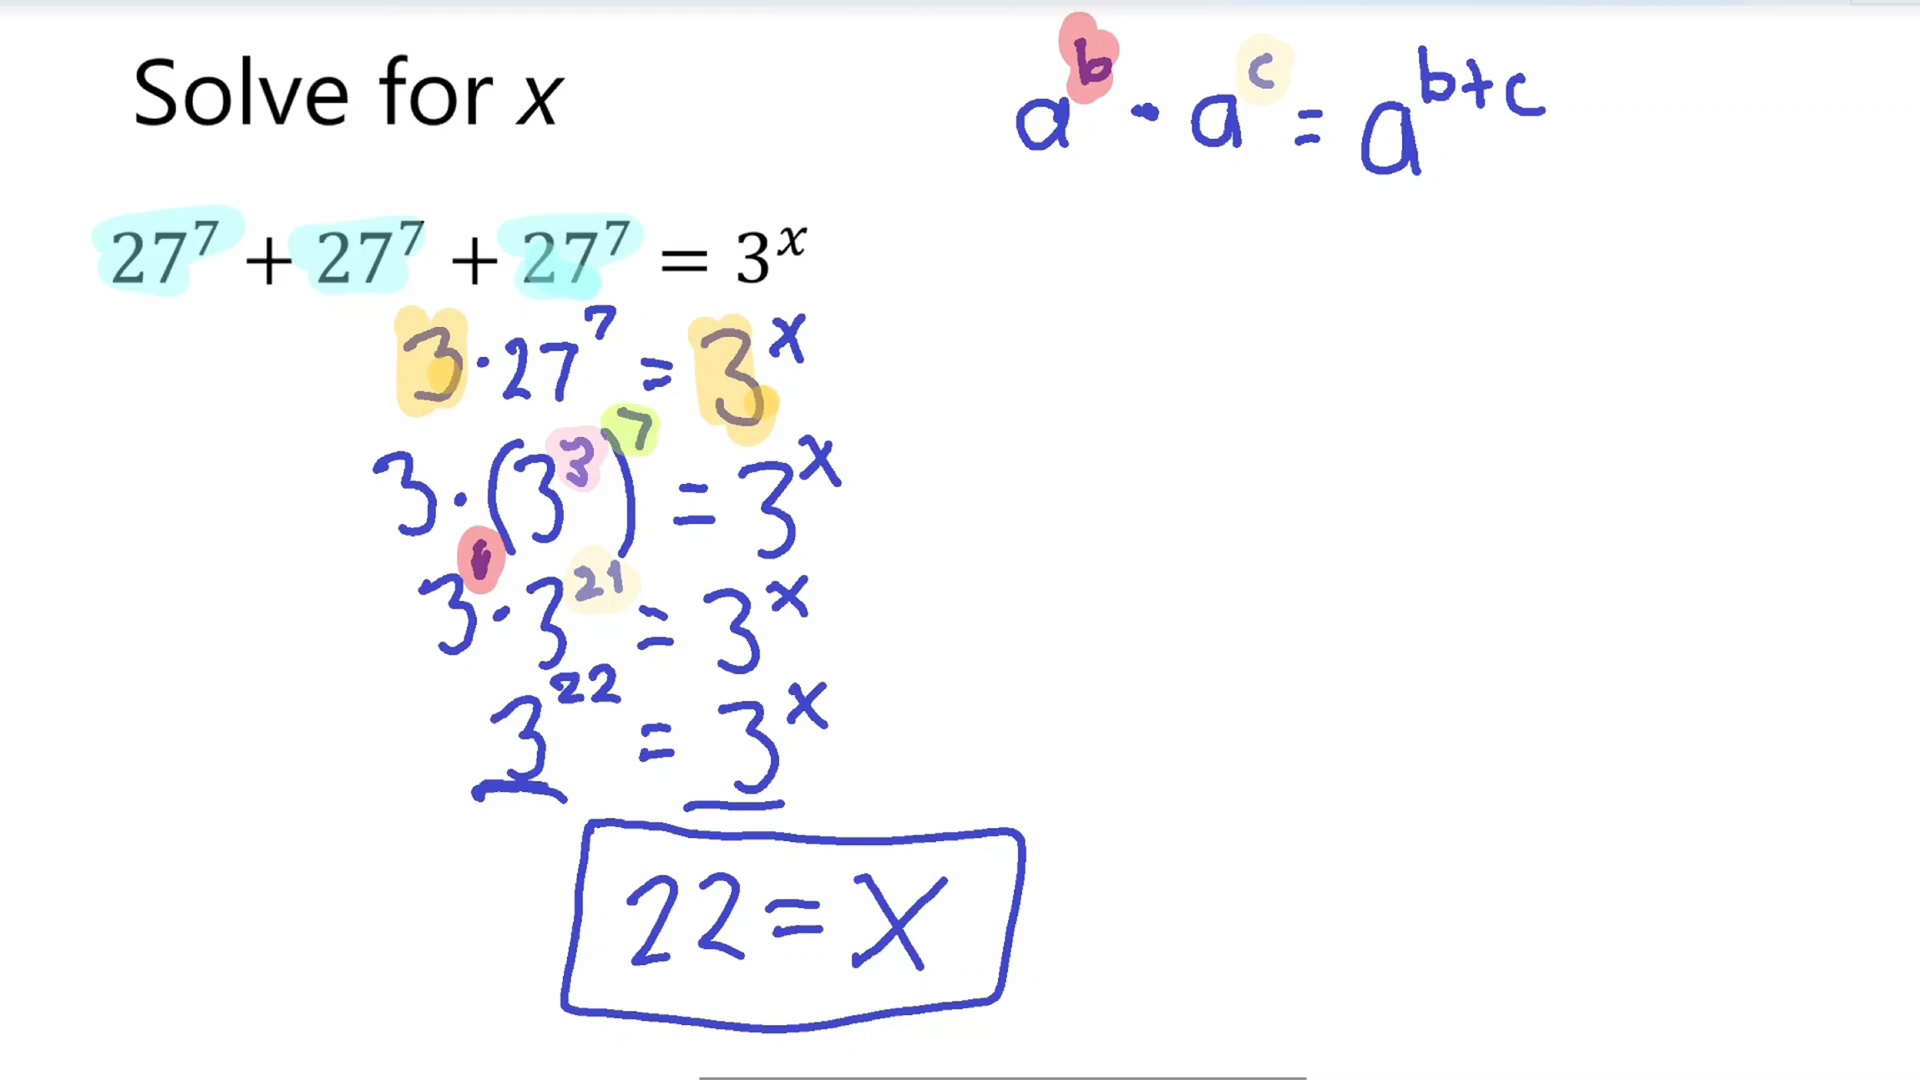 Solve for x
a^b · a^c = a^{b+c}
27^7 + 27^7 + 27^7 = 3^x
3 · 27^7 = 3^x
3 · (3^3)^7 = 3^x
3^1 · 3^21 = 3^x
3^22 = 3^x
22 = x